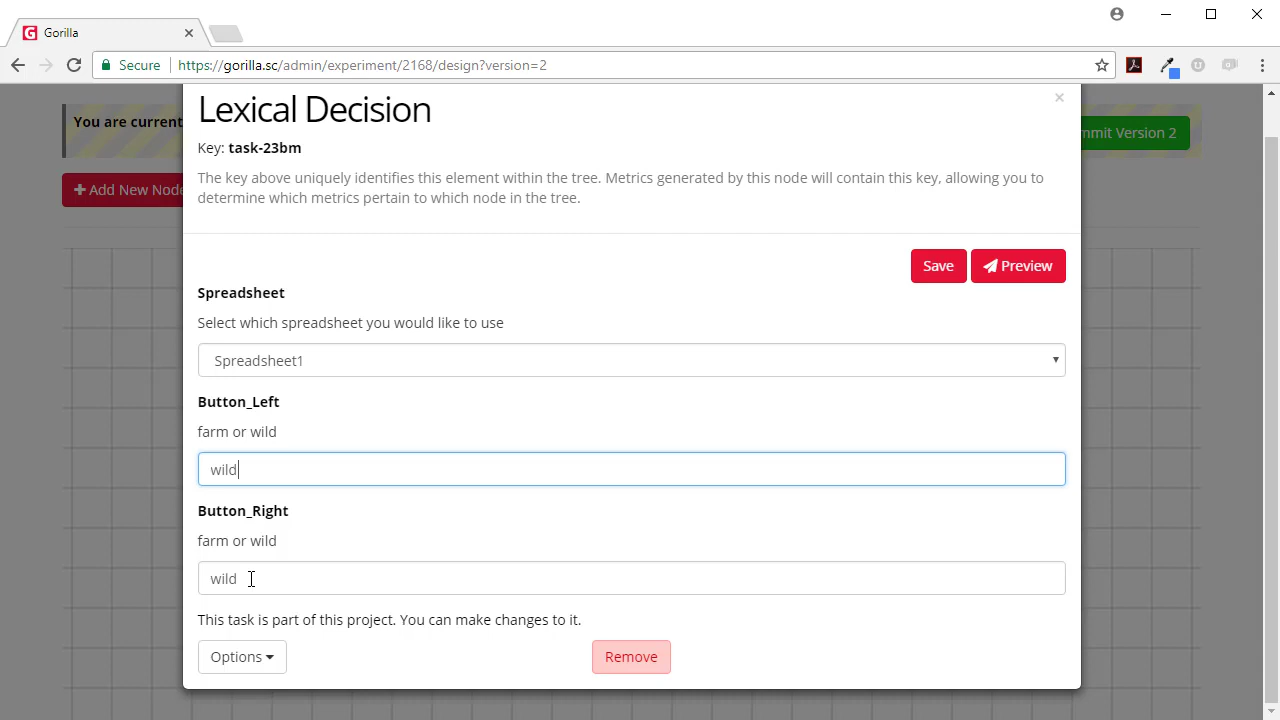 Gorilla
Secure
https://gorilla.sc/admin/experiment/2168/design?version=2
You are current
mmit Version 2
Add New Node
Lexical Decision
Key: task-23bm
The key above uniquely identifies this element within the tree. Metrics generated by this node will contain this key, allowing you to
determine which metrics pertain to which node in the tree.
Save
Preview
Spreadsheet
Select which spreadsheet you would like to use
Spreadsheet1
Button_Left
farm or wild
wild
Button_Right
farm or wild
wild
This task is part of this project. You can make changes to it.
Options
Remove